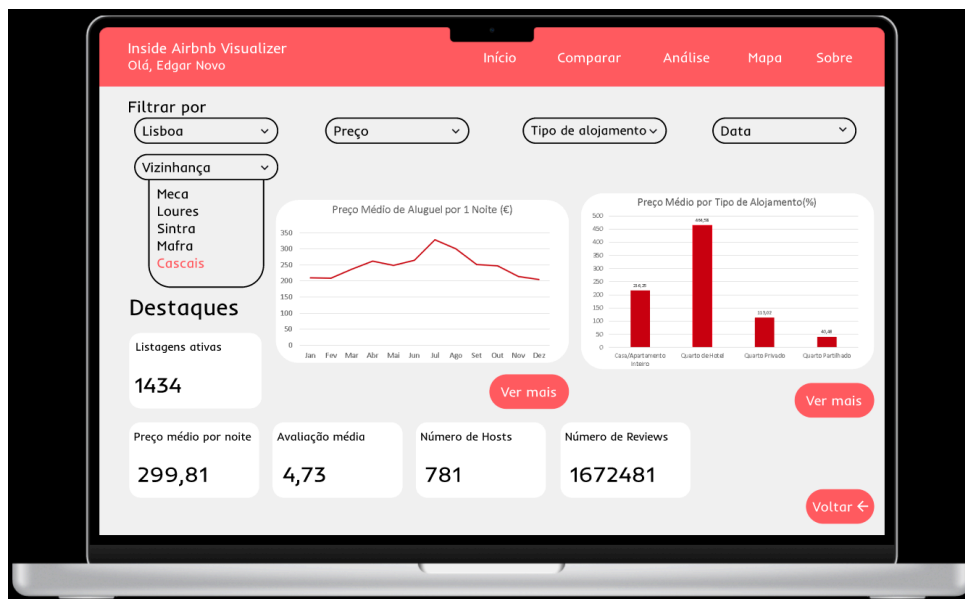 Inside Airbnb Visualizer
Olá, Edgar Novo
Início
Comparar
Análise
Mapa
Sobre
Filtrar por
Lisboa
Preço
Tipo de alojamento
Data
Vizinhança
Meca
Loures
Sintra
Mafra
Cascais
Preço Médio de Aluguel por 1 Noite (€)
350
300
250
200
150
100
50
0
Jan Fev Mar Abr Mai Jun Jul Ago Set Out Nov Dez
Ver mais
Preço Médio por Tipo de Alojamento(%)
500
450
400
350
300
250
200
150
100
50
0
Casa/Apartamento Inteiro
Quarto de Hotel
Quarto Privado
Quarto Partilhado
Ver mais
Destaques
Listagens ativas
1434
Preço médio por noite
299,81
Avaliação média
4,73
Número de Hosts
781
Número de Reviews
1672481
Voltar ←